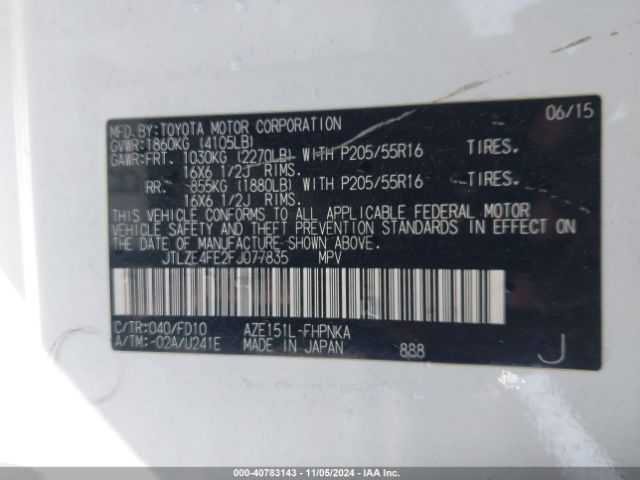 06/15
MFD.BY:TOYOTA MOTOR CORPORATION
GVWR:1860KG (4105LB)
GAWR:FRT. 1030KG (2270LB) WITH P205/55R16 TIRES.
16X6 1/2J RIMS.
RR. 855KG (1880LB) WITH P205/55R16 TIRES.
16X6 1/2J RIMS.
THIS VEHICLE CONFORMS TO ALL APPLICABLE FEDERAL MOTOR
VEHICLE SAFETY AND THEFT PREVENTION STANDARDS IN EFFECT ON
THE DATE OF MANUFACTURE SHOWN ABOVE.
JTLZE4FE2FJ077835 MPV
C/TR:040/FD10 AZE151L-FHPNKA
A/TM:-02A/U241E MADE IN JAPAN 888 J
000-40783143 - 11/05/2024 - IAAI.CA